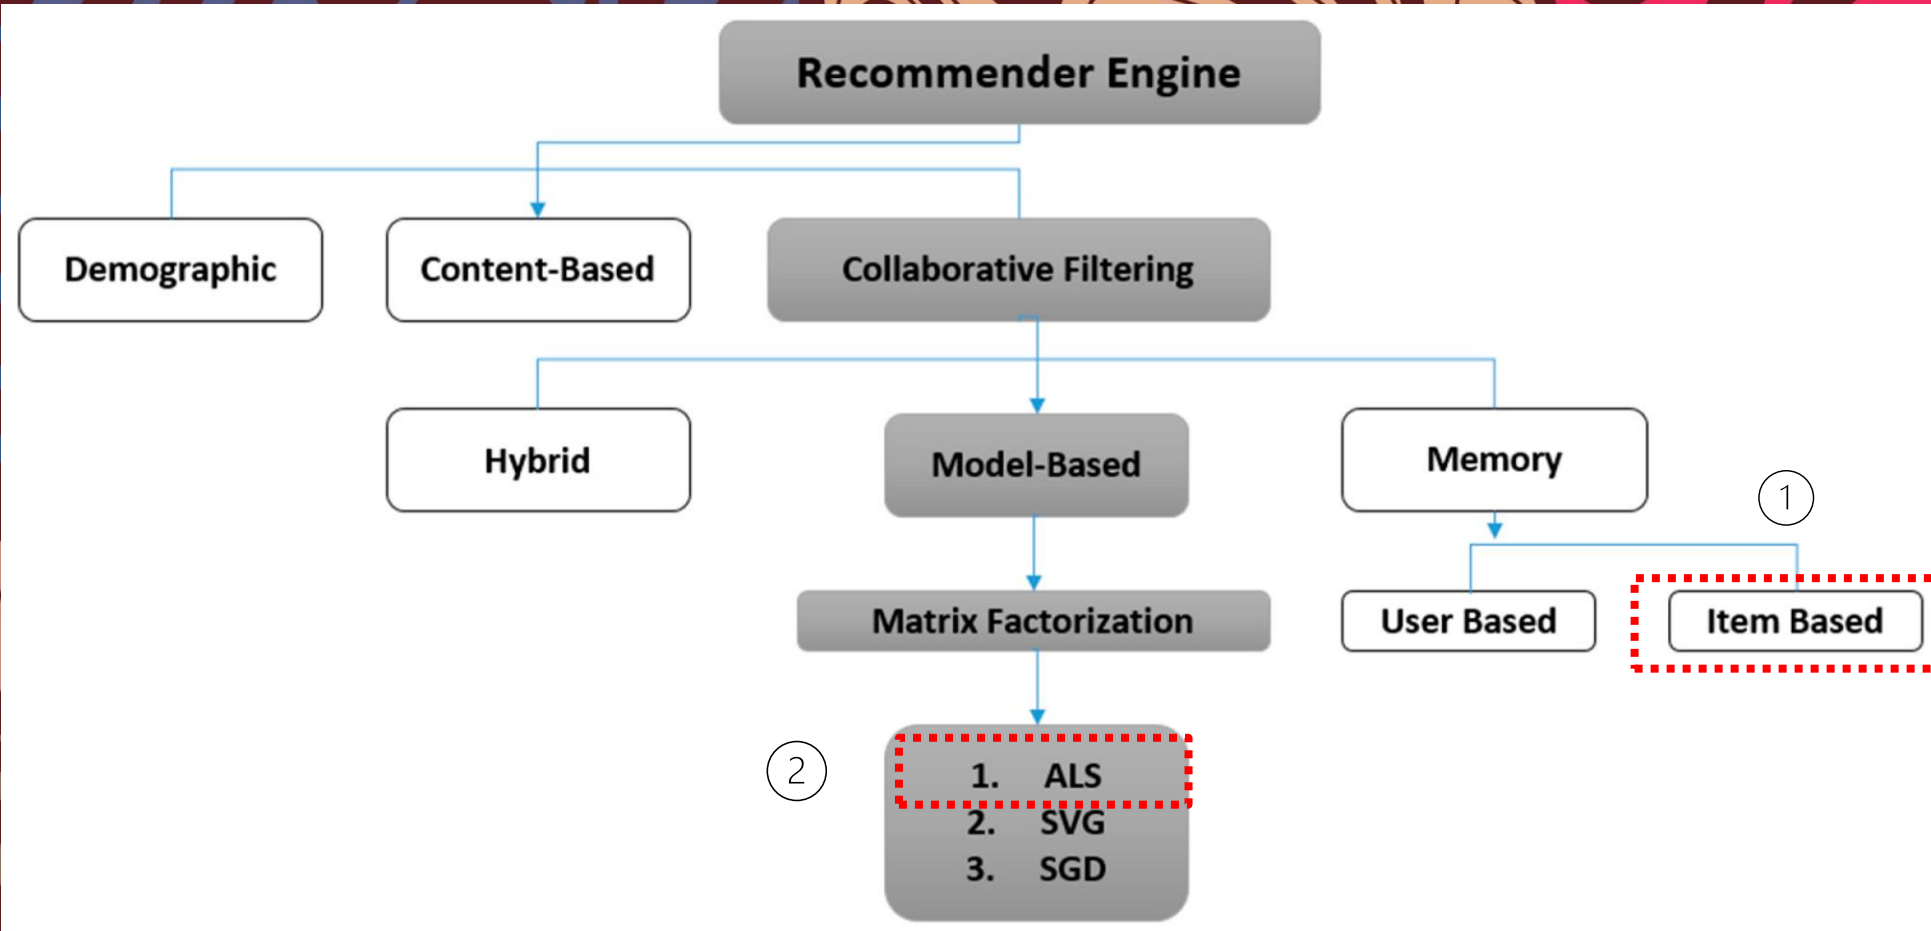 Recommender Engine
Demographic
Content-Based
Collaborative Filtering
Hybrid
Model-Based
Memory
1
Matrix Factorization
User Based
Item Based
2
1. ALS
2. SVG
3. SGD